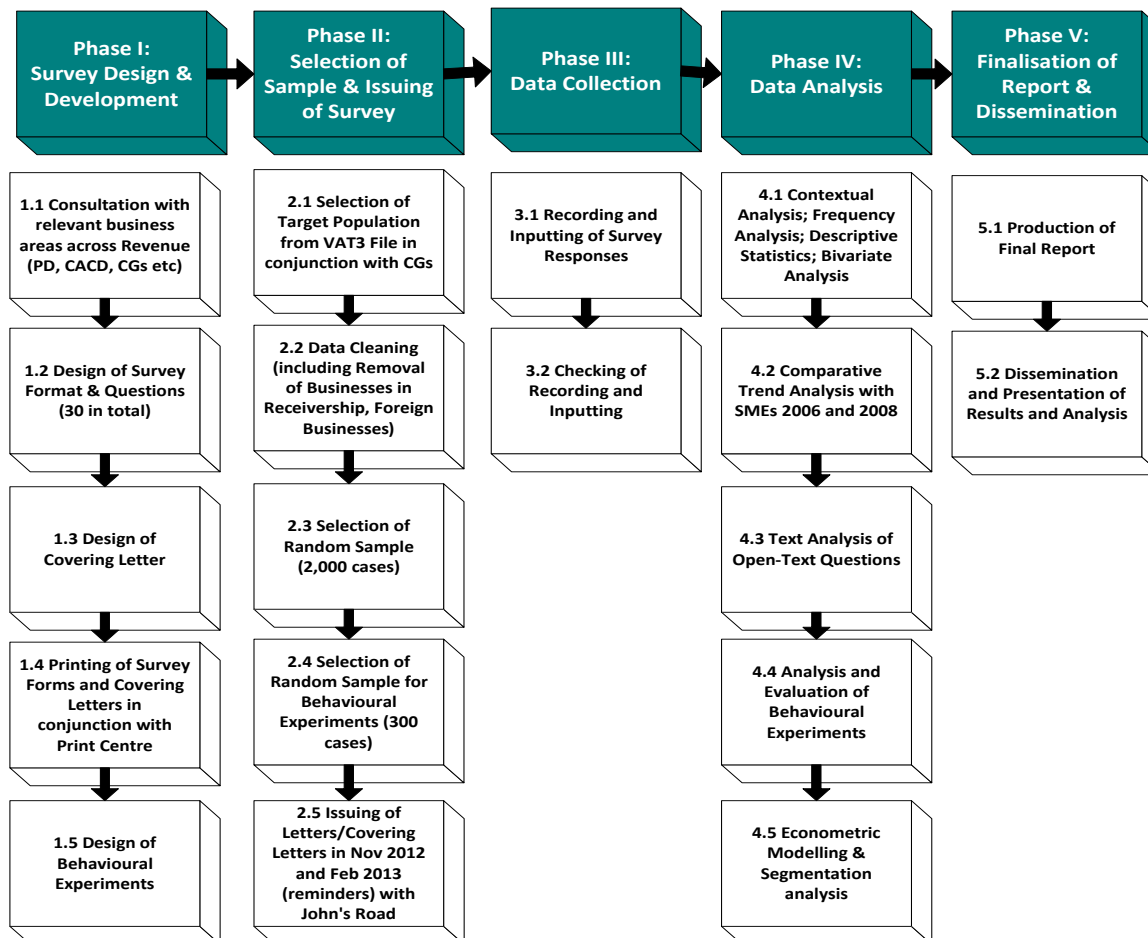 Phase I:
Survey Design &
Development
Phase II:
Selection of
Sample & Issuing
of Survey
Phase III:
Data Collection
Phase IV:
Data Analysis
Phase V:
Finalisation of
Report &
Dissemination
1.1 Consultation with
relevant business
areas across Revenue
(PD, CACD, CGs etc)
1.2 Design of Survey
Format & Questions
(30 in total)
1.3 Design of
Covering Letter
1.4 Printing of Survey
Forms and Covering
Letters in
conjunction with
Print Centre
1.5 Design of
Behavioural
Experiments
2.1 Selection of
Target Population
from VAT3 File in
conjunction with CGs
2.2 Data Cleaning
(including Removal
of Businesses in
Receivership, Foreign
Businesses)
2.3 Selection of
Random Sample
(2,000 cases)
2.4 Selection of
Random Sample for
Behavioural
Experiments (300
cases)
2.5 Issuing of
Letters/Covering
Letters in Nov 2012
and Feb 2013
(reminders) with
John's Road
3.1 Recording and
Inputting of Survey
Responses
3.2 Checking of
Recording and
Inputting
4.1 Contextual
Analysis; Frequency
Analysis; Descriptive
Statistics; Bivariate
Analysis
4.2 Comparative
Trend Analysis with
SMEs 2006 and 2008
4.3 Text Analysis of
Open-Text Questions
4.4 Analysis and
Evaluation of
Behavioural
Experiments
4.5 Econometric
Modelling &
Segmentation
analysis
5.1 Production of
Final Report
5.2 Dissemination
and Presentation of
Results and Analysis